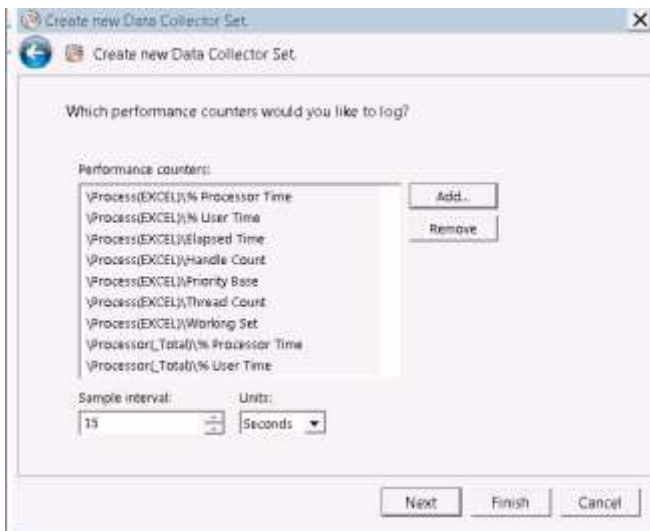 Create new Data Collector Set
Create new Data Collector Set
Which performance counters would you like to log?
Performance counters:
\Process(EXCEL)\% Processor Time
\Process(EXCEL)\% User Time
\Process(EXCEL)\Elapsed Time
\Process(EXCEL)\Handle Count
\Process(EXCEL)\Priority Base
\Process(EXCEL)\Thread Count
\Process(EXCEL)\Working Set
\Processor(_Total)\% Processor Time
\Processor(_Total)\% User Time
Add...
Remove
Sample interval: Units:
15 Seconds
Next Finish Cancel